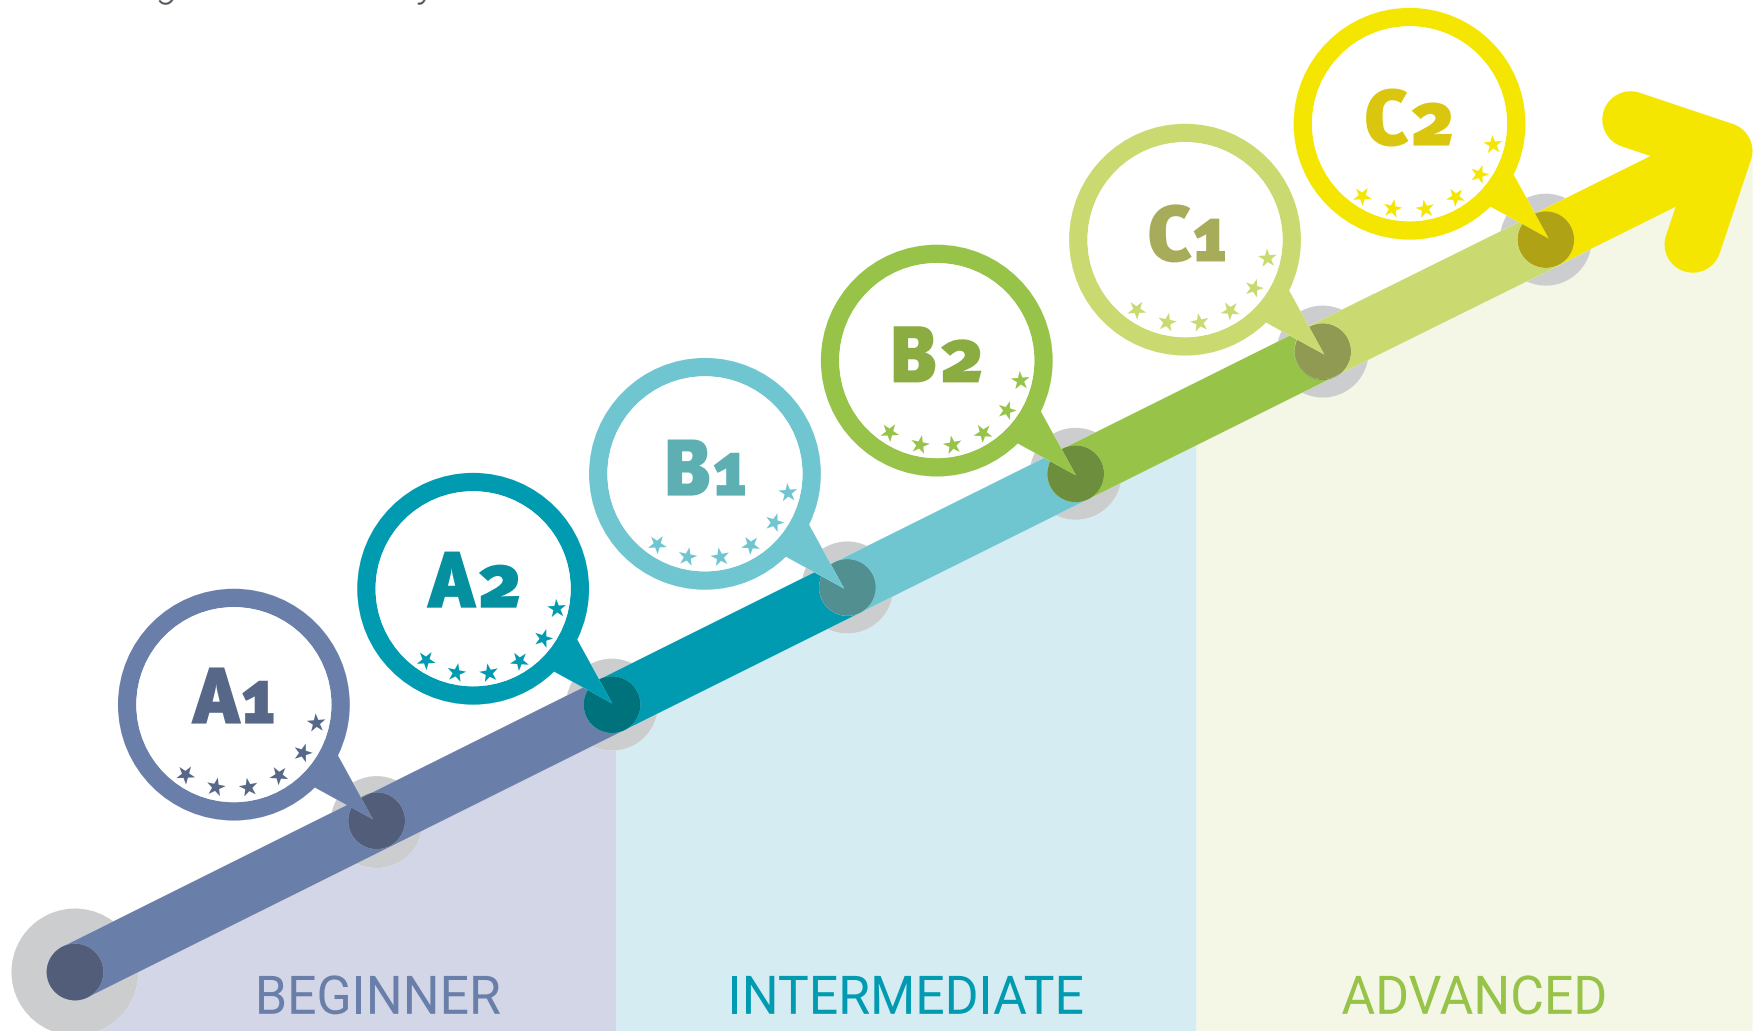 A1
A2
B1
B2
C1
C2
BEGINNER
INTERMEDIATE
ADVANCED